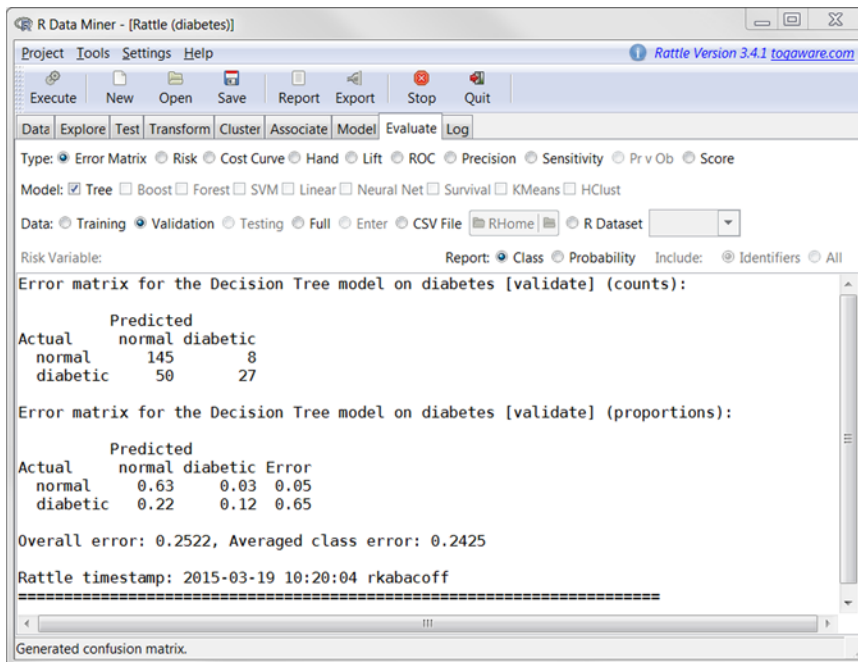 R Data Miner - [Rattle (diabetes)]
Project Tools Settings Help Rattle Version 3.4.1 togaware.com
Execute New Open Save Report Export Stop Quit
Data Explore Test Transform Cluster Associate Model Evaluate Log
Type: Error Matrix Risk Cost Curve Hand Lift ROC Precision Sensitivity Pr v Ob Score
Model: Tree Boost Forest SVM Linear Neural Net Survival KMeans HClust
Data: Training Validation Testing Full Enter CSV File RHome R Dataset
Risk Variable: Report: Class Probability Include: Identifiers All
Error matrix for the Decision Tree model on diabetes [validate] (counts):
Predicted
Actual normal diabetic
normal 145 8
diabetic 50 27
Error matrix for the Decision Tree model on diabetes [validate] (proportions):
Predicted
Actual normal diabetic Error
normal 0.63 0.03 0.05
diabetic 0.22 0.12 0.65
Overall error: 0.2522, Averaged class error: 0.2425
Rattle timestamp: 2015-03-19 10:20:04 rkabacoff
======================================================================
Generated confusion matrix.